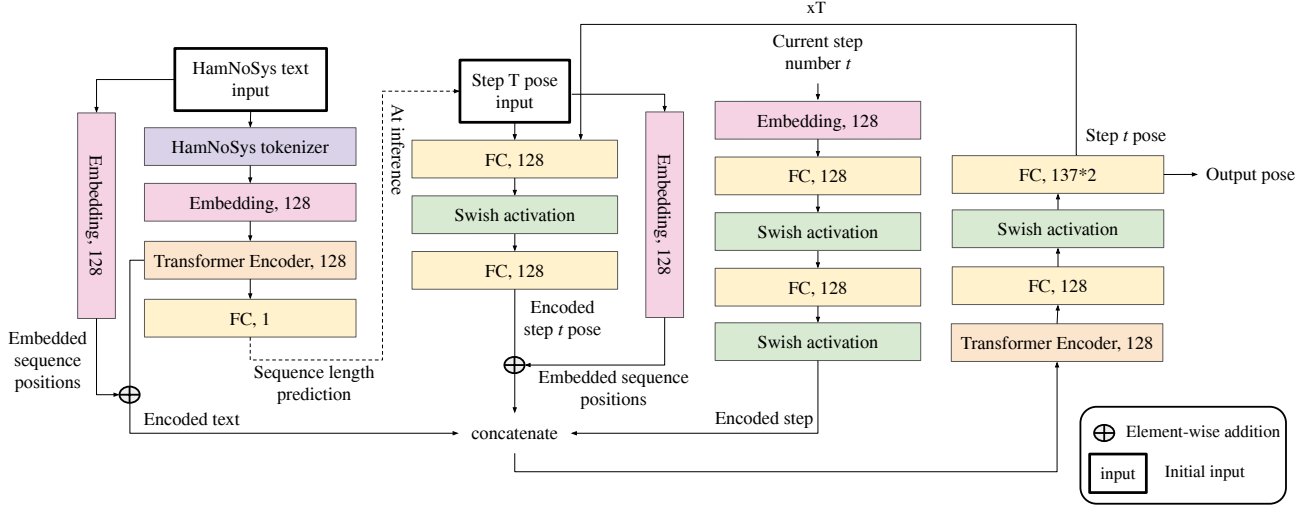 xT
HamNoSys text
input
Embedding, 128
HamNoSys tokenizer
Embedding, 128
Transformer Encoder, 128
FC, 1
Embedded
sequence
positions
Sequence length
prediction
Encoded text
At inference
Step T pose
input
FC, 128
Swish activation
FC, 128
Embedding, 128
Encoded
step t pose
Embedded sequence
positions
concatenate
Current step
number t
Embedding, 128
FC, 128
Swish activation
FC, 128
Swish activation
Encoded step
Step t pose
FC, 137*2
Output pose
Swish activation
FC, 128
Transformer Encoder, 128
Element-wise addition
input Initial input